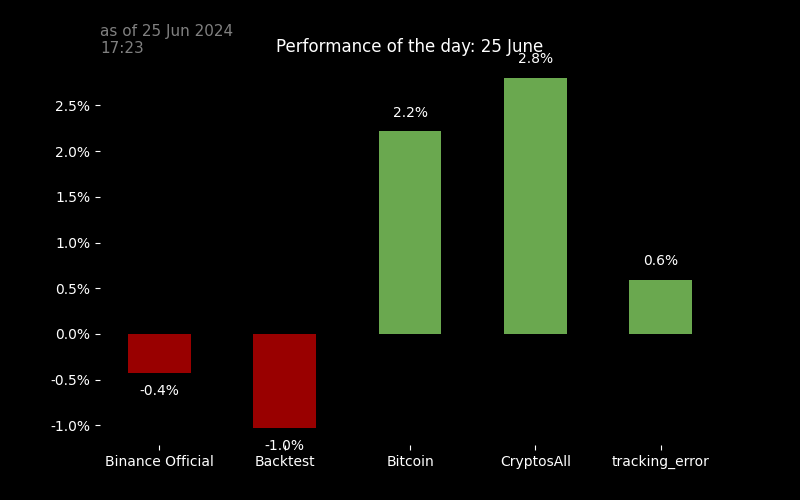 as of 25 Jun 2024
17:23
Performance of the day: 25 June
2.8%
2.5%
2.2%
2.0%
1.5%
1.0%
0.6%
0.5%
0.0%
-0.5%
-0.4%
-1.0%
-1.0%
Binance Official
Backtest
Bitcoin
CryptosAll
tracking_error